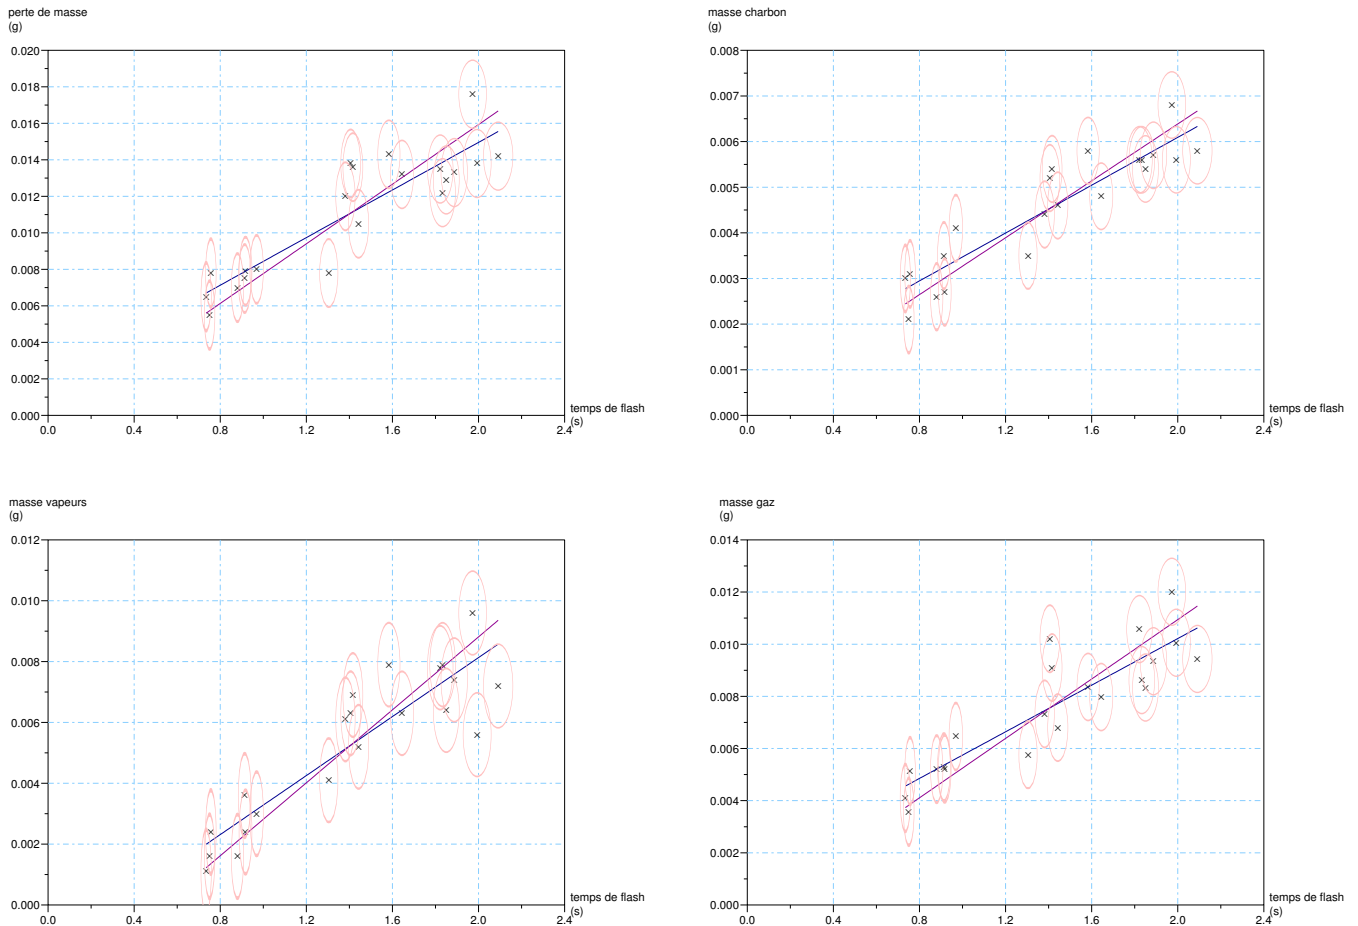 perte de masse
(g)
0.020
0.018
0.016
0.014
0.012
0.010
0.008
0.006
0.004
0.002
0.000
0.0 0.4 0.8 1.2 1.6 2.0 2.4
temps de flash
(s)
masse charbon
(g)
0.008
0.007
0.006
0.005
0.004
0.003
0.002
0.001
0.000
0.0 0.4 0.8 1.2 1.6 2.0 2.4
temps de flash
(s)
masse vapeurs
(g)
0.012
0.010
0.008
0.006
0.004
0.002
0.000
0.0 0.4 0.8 1.2 1.6 2.0 2.4
temps de flash
(s)
masse gaz
(g)
0.014
0.012
0.010
0.008
0.006
0.004
0.002
0.000
0.0 0.4 0.8 1.2 1.6 2.0 2.4
temps de flash
(s)